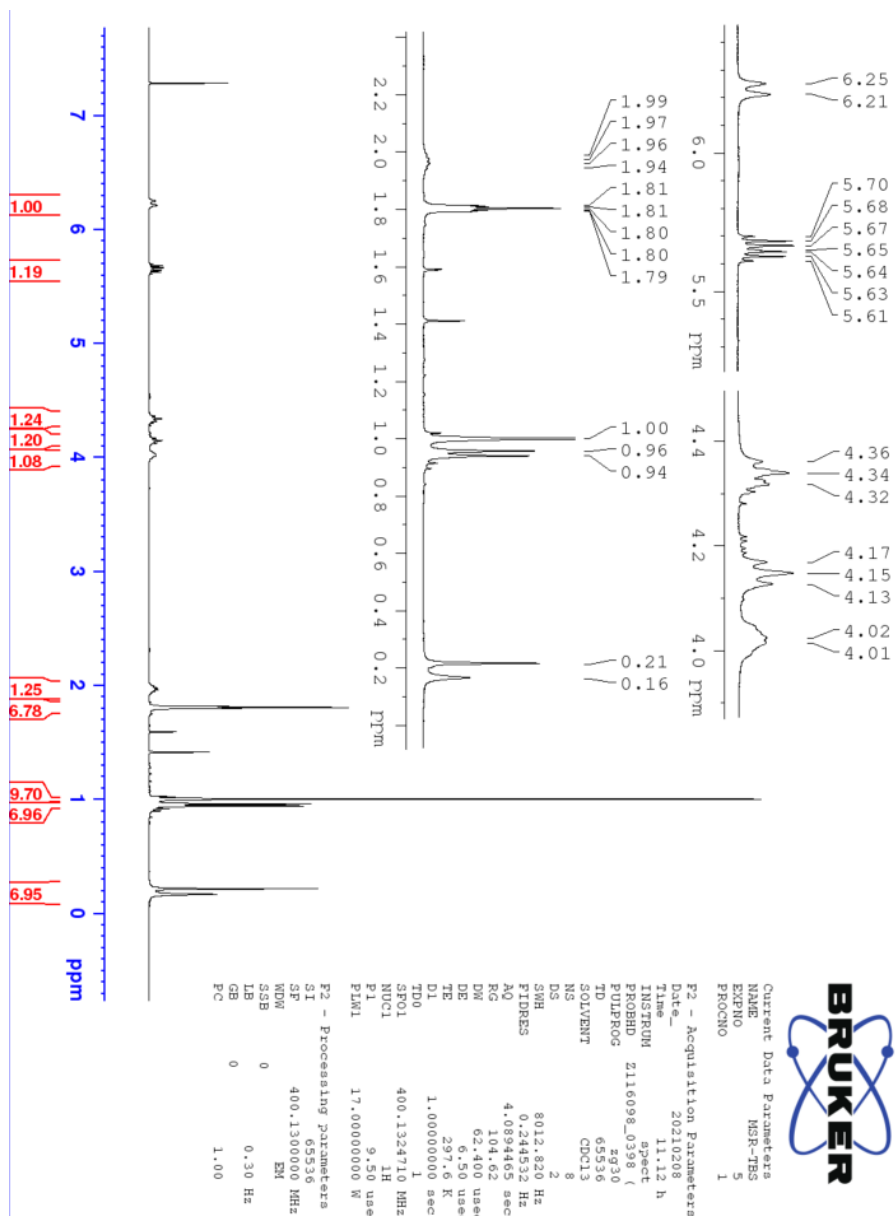 6.25
6.21
6.0
5.70
5.68
5.67
5.65
5.64
5.63
5.61
5.5
ppm
4.4
4.36
4.34
4.32
4.2
4.17
4.15
4.13
4.02
4.01
4.0
ppm
2.2
2.0
1.99
1.97
1.96
1.94
1.81
1.81
1.80
1.80
1.79
1.8
1.6
1.4
1.2
1.0
1.00
0.96
0.94
0.8
0.6
0.4
0.2
0.21
0.16
ppm
7
6
5
4
3
2
1
0
ppm
1.00
1.19
1.24
1.20
1.08
1.25
6.78
9.70
6.96
6.95
BRUKER
Current Data Parameters
NAME MSR-TBS
EXPNO 5
PROCNO 1
F2 - Acquisition Parameters
Date_ 20210208
Time 11.12 h
INSTRUM spect
PROBHD Z116098_0398 (
PULPROG zg30
TD 65536
SOLVENT CDCl3
NS 8
DS 2
SWH 8012.820 Hz
FIDRES 0.244532 Hz
AQ 4.0894465 sec
RG 104.62
DW 62.400 usec
DE 6.50 usec
TE 297.6 K
D1 1.00000000 sec
TD0 1
SFO1 400.1324710 MHz
NUC1 1H
P1 9.50 usec
PLW1 17.00000000 W
F2 - Processing parameters
SI 65536
SF 400.1300000 MHz
WDW EM
SSB 0
LB 0.30 Hz
GB 0
PC 1.00